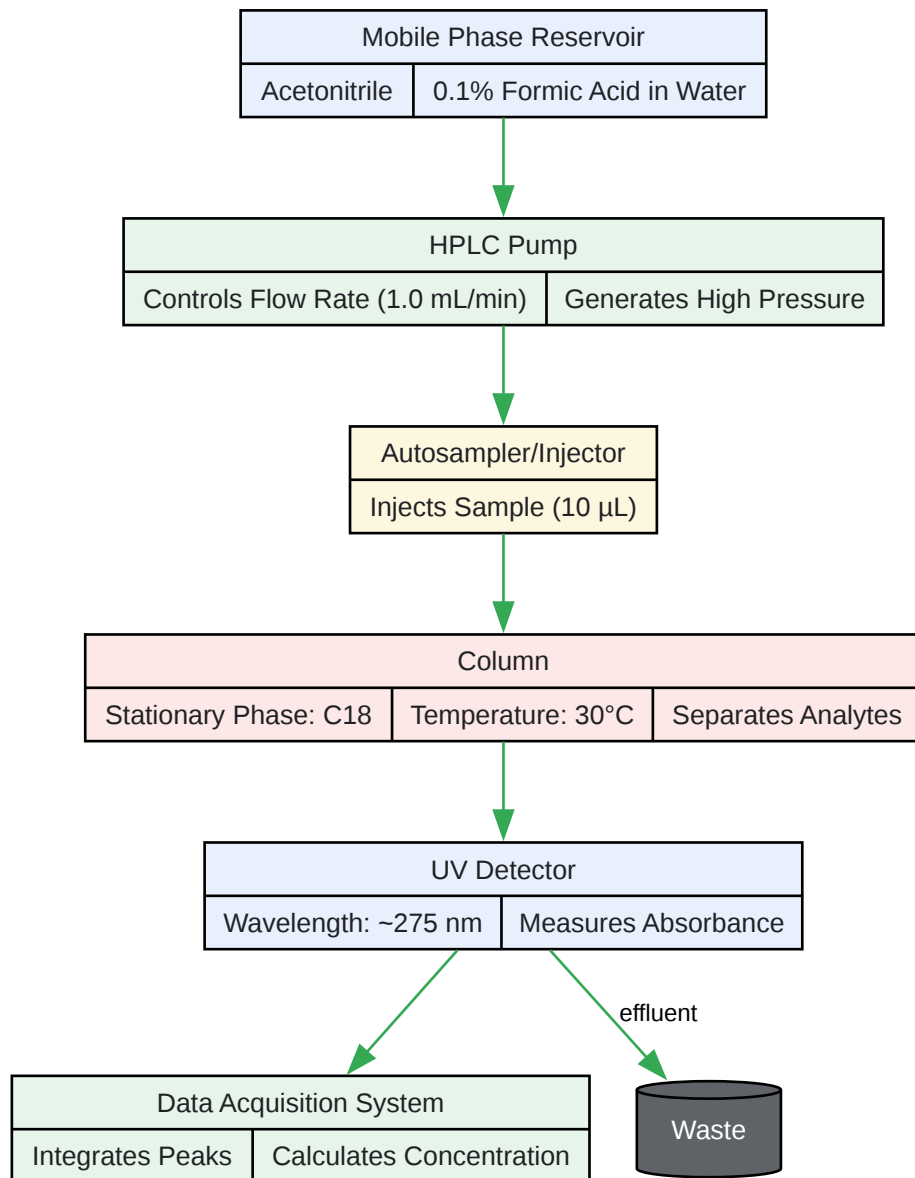 Mobile Phase Reservoir
Acetonitrile
0.1% Formic Acid in Water
HPLC Pump
Controls Flow Rate (1.0 mL/min)
Generates High Pressure
Autosampler/Injector
Injects Sample (10 µL)
Column
Stationary Phase: C18
Temperature: 30°C
Separates Analytes
UV Detector
Wavelength: ~275 nm
Measures Absorbance
effluent
Data Acquisition System
Integrates Peaks
Calculates Concentration
Waste